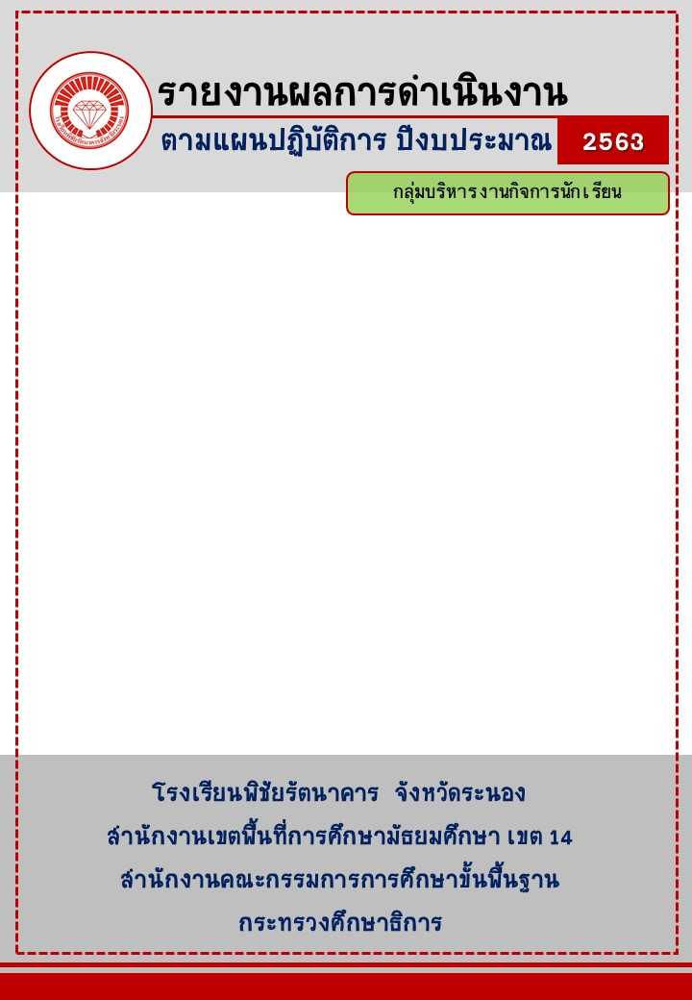 รายงานผลการดำเนินงาน
ตามแผนปฏิบัติการ ปีงบประมาณ 2563
กลุ่มบริหารงานกิจการนักเรียน
โรงเรียนพิชัยรัตนาคาร จังหวัดระนอง
สำนักงานเขตพื้นที่การศึกษามัธยมศึกษา เขต 14
สำนักงานคณะกรรมการการศึกษาขั้นพื้นฐาน
กระทรวงศึกษาธิการ